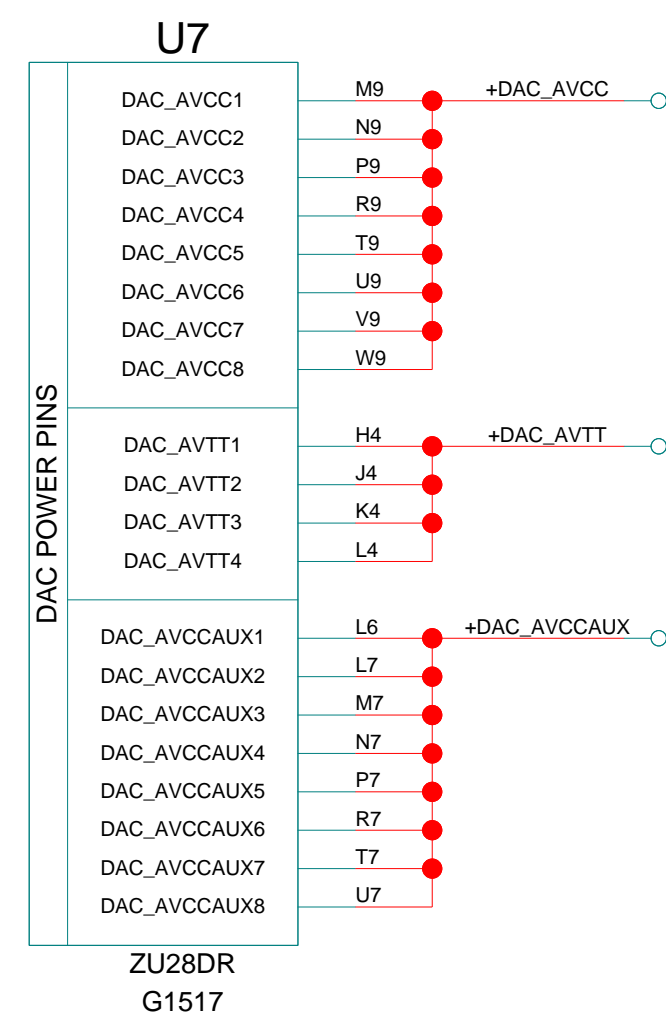 U7
DAC POWER PINS
DAC_AVCC1 M9 +DAC_AVCC
DAC_AVCC2 N9
DAC_AVCC3 P9
DAC_AVCC4 R9
DAC_AVCC5 T9
DAC_AVCC6 U9
DAC_AVCC7 V9
DAC_AVCC8 W9
DAC_AVTT1 H4 +DAC_AVTT
DAC_AVTT2 J4
DAC_AVTT3 K4
DAC_AVTT4 L4
DAC_AVCCAUX1 L6 +DAC_AVCCAUX
DAC_AVCCAUX2 L7
DAC_AVCCAUX3 M7
DAC_AVCCAUX4 N7
DAC_AVCCAUX5 P7
DAC_AVCCAUX6 R7
DAC_AVCCAUX7 T7
DAC_AVCCAUX8 U7
ZU28DR
G1517